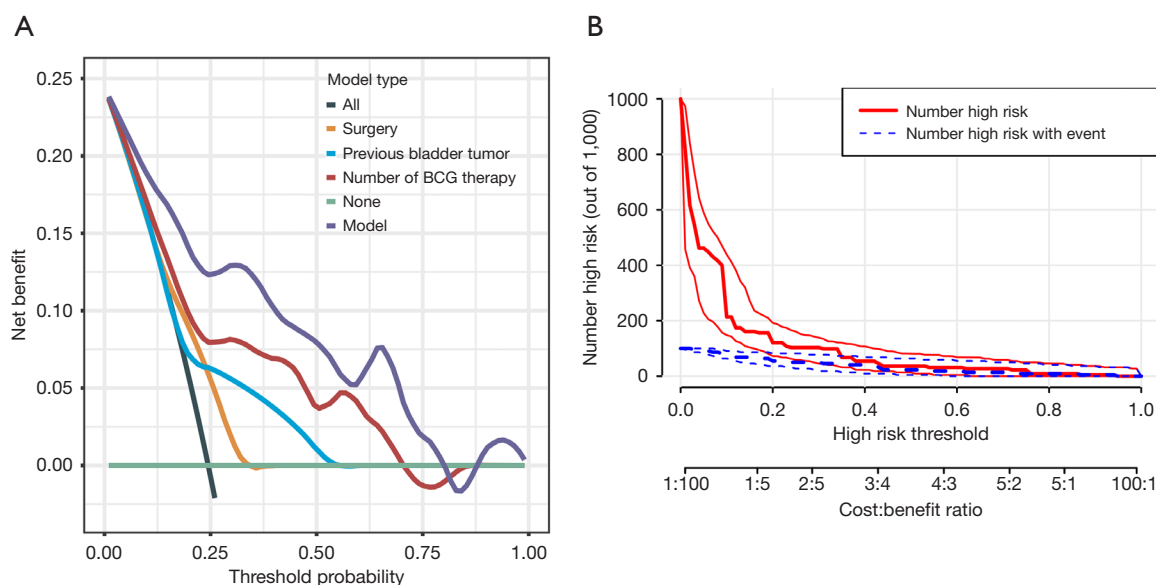 A
Net benefit
0.25
0.20
0.15
0.10
0.05
0.00
Model type
All
Surgery
Previous bladder tumor
Number of BCG therapy
None
Model
0.00 0.25 0.50 0.75 1.00
Threshold probability
B
Number high risk (out of 1,000)
1000
800
600
400
200
0
Number high risk
Number high risk with event
0.0 0.2 0.4 0.6 0.8 1.0
High risk threshold
1:100 1:5 2:5 3:4 4:3 5:2 5:1 100:1
Cost:benefit ratio